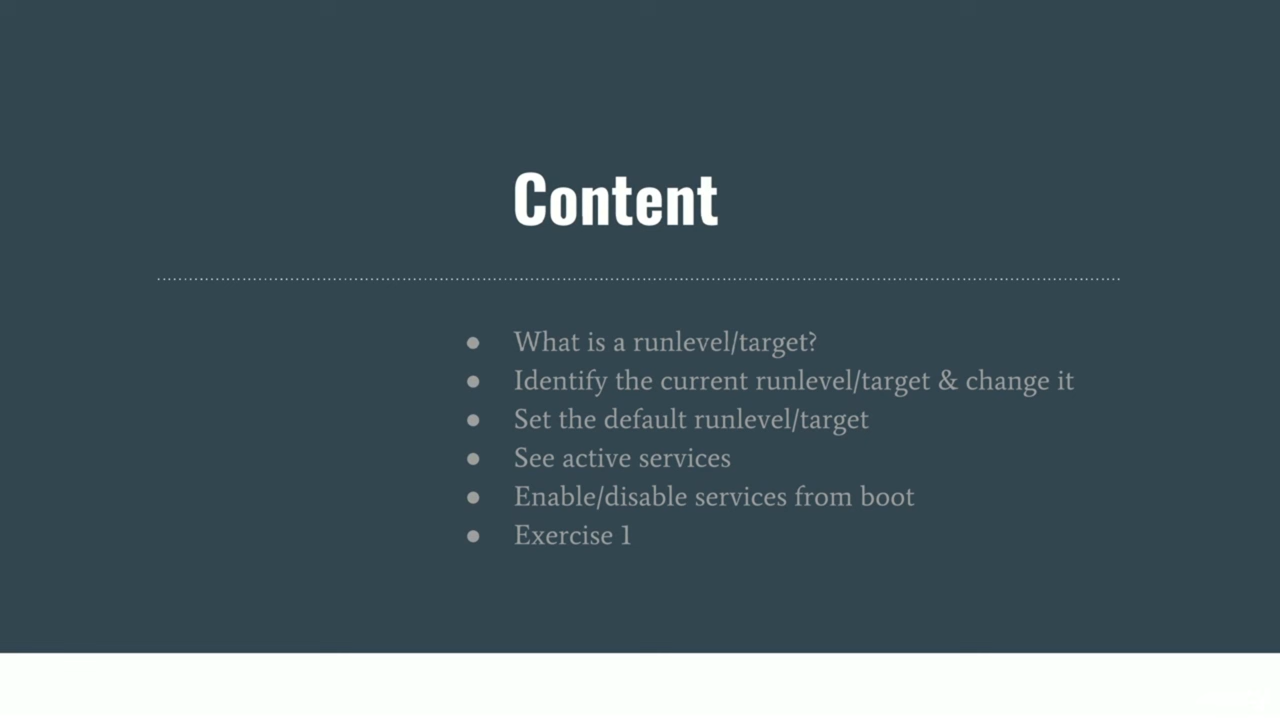 Content
● What is a runlevel/target?
● Identify the current runlevel/target & change it
● Set the default runlevel/target
● See active services
● Enable/disable services from boot
● Exercise 1